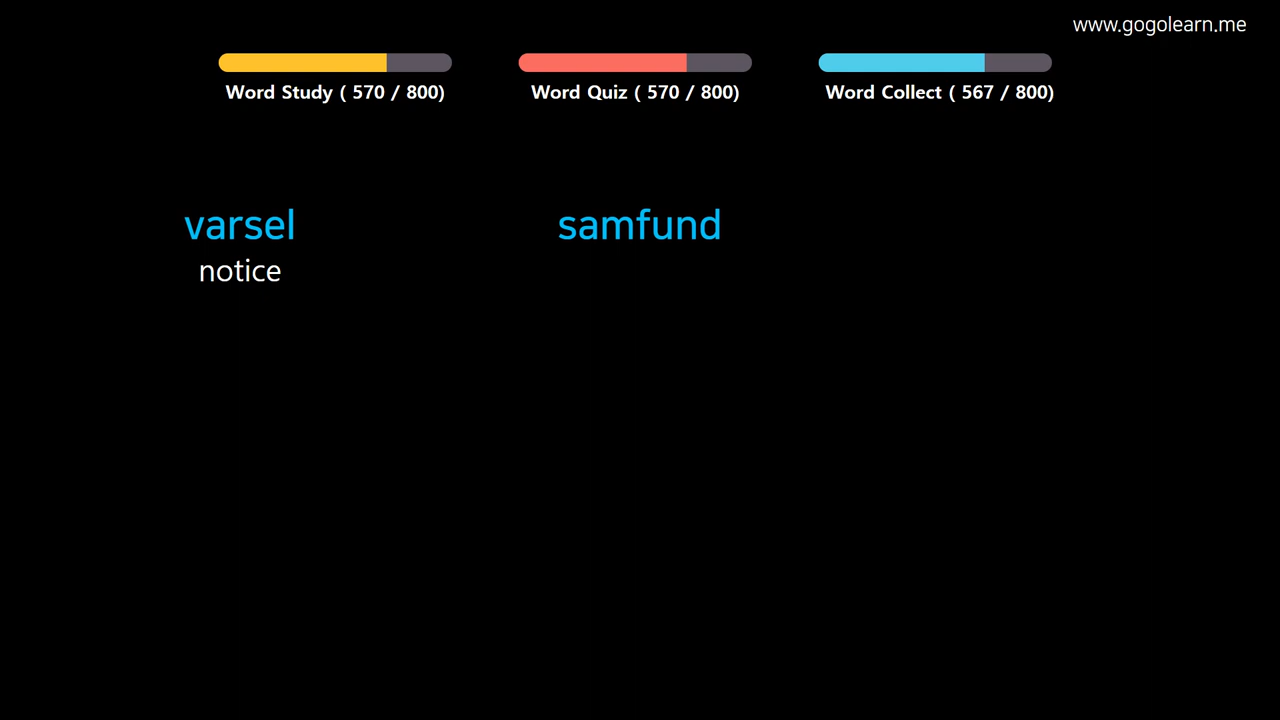 www.gogolearn.me
Word Study ( 570 / 800)
Word Quiz ( 570 / 800)
Word Collect ( 567 / 800)
varsel
notice
samfund